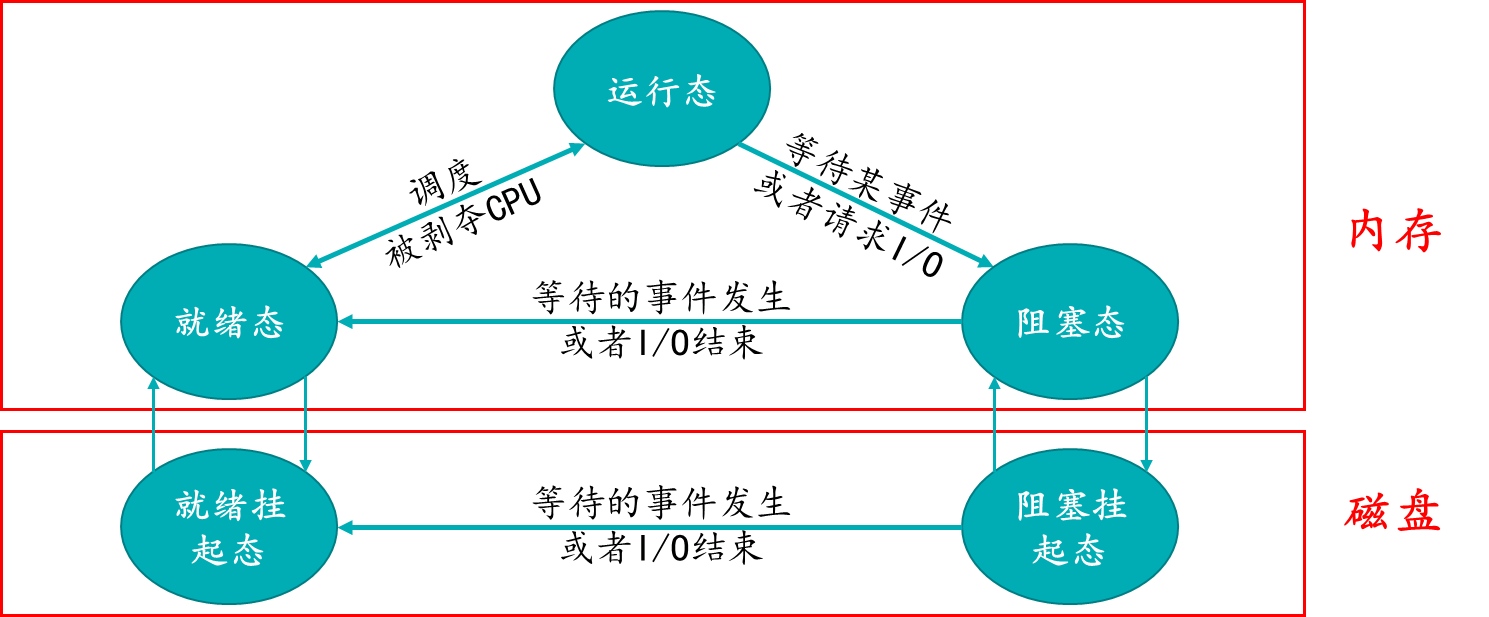 运行态
调度
被剥夺CPU
等待某事件
或者请求I/O
内存
就绪态
等待的事件发生
或者I/O结束
阻塞态
就绪挂
起态
等待的事件发生
或者I/O结束
阻塞挂
起态
磁盘